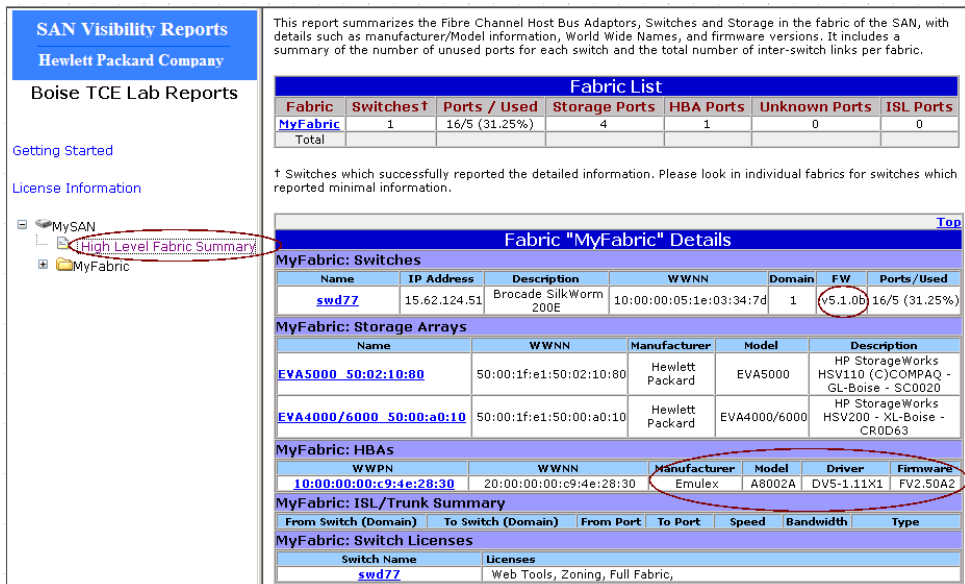 SAN Visibility Reports
Hewlett Packard Company
Boise TCE Lab Reports
Getting Started
License Information
MySAN
High Level Fabric Summary
MyFabric
This report summarizes the Fibre Channel Host Bus Adaptors, Switches and Storage in the fabric of the SAN, with
details such as manufacturer/Model information, World Wide Names, and firmware versions. It includes a
summary of the number of unused ports for each switch and the total number of inter-switch links per fabric.
Fabric List
Fabric Switches† Ports / Used Storage Ports HBA Ports Unknown Ports ISL Ports
MyFabric 1 16/5 (31.25%) 4 1 0 0
Total
† Switches which successfully reported the detailed information. Please look in individual fabrics for switches which
reported minimal information.
Top
Fabric "MyFabric" Details
MyFabric: Switches
Name IP Address Description WWNN Domain FW Ports/Used
swd77 15.62.124.51 Brocade SilkWorm 200E 10:00:00:05:1e:03:34:7d 1 v5.1.0b 16/5 (31.25%)
MyFabric: Storage Arrays
Name WWNN Manufacturer Model Description
EVA5000 50:02:10:80 50:00:1f:e1:50:02:10:80 Hewlett Packard EVA5000 HP StorageWorks HSV110 (C)COMPAQ - GL-Boise - SC0020
EVA4000/6000 50:00:a0:10 50:00:1f:e1:50:00:a0:10 Hewlett Packard EVA4000/6000 HP StorageWorks HSV200 - XL-Boise - CR0D63
MyFabric: HBAs
WWPN WWNN Manufacturer Model Driver Firmware
10:00:00:00:c9:4e:28:30 20:00:00:00:c9:4e:28:30 Emulex A8002A DV5-1.11X1 FV2.50A2
MyFabric: ISL/Trunk Summary
From Switch (Domain) To Switch (Domain) From Port To Port Speed Bandwidth Type
MyFabric: Switch Licenses
Switch Name Licenses
swd77 Web Tools, Zoning, Full Fabric,